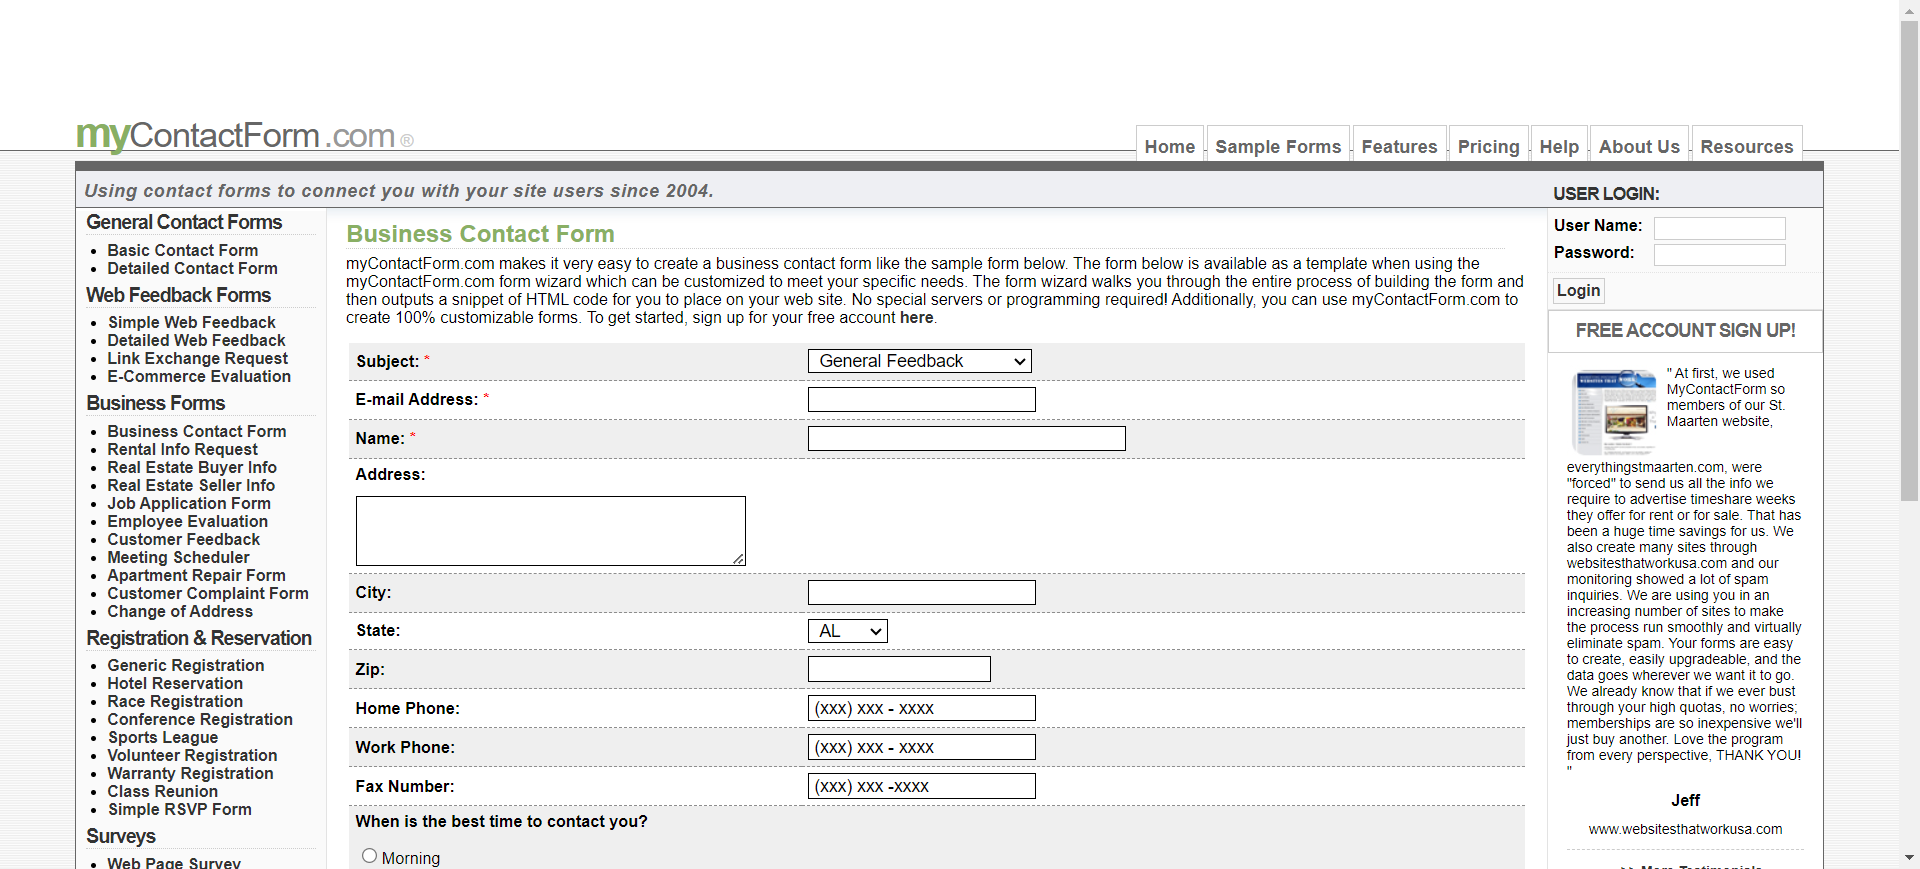 myContactForm.com ®
Home
Sample Forms
Features
Pricing
Help
About Us
Resources
Using contact forms to connect you with your site users since 2004.
USER LOGIN:
General Contact Forms
Basic Contact Form
Detailed Contact Form
Web Feedback Forms
Simple Web Feedback
Detailed Web Feedback
Link Exchange Request
E-Commerce Evaluation
Business Forms
Business Contact Form
Rental Info Request
Real Estate Buyer Info
Real Estate Seller Info
Job Application Form
Employee Evaluation
Customer Feedback
Meeting Scheduler
Apartment Repair Form
Customer Complaint Form
Change of Address
Registration & Reservation
Generic Registration
Hotel Reservation
Race Registration
Conference Registration
Sports League
Volunteer Registration
Warranty Registration
Class Reunion
Simple RSVP Form
Surveys
Web Page Survey
Business Contact Form
myContactForm.com makes it very easy to create a business contact form like the sample form below. The form below is available as a template when using the
myContactForm.com form wizard which can be customized to meet your specific needs. The form wizard walks you through the entire process of building the form and
then outputs a snippet of HTML code for you to place on your web site. No special servers or programming required! Additionally, you can use myContactForm.com to
create 100% customizable forms. To get started, sign up for your free account here.
Subject: * General Feedback
E-mail Address: *
Name: *
Address:
City:
State: AL
Zip:
Home Phone: (xxx) xxx - xxxx
Work Phone: (xxx) xxx - xxxx
Fax Number: (xxx) xxx -xxxx
When is the best time to contact you?
Morning
User Name:
Password:
Login
FREE ACCOUNT SIGN UP!
" At first, we used
MyContactForm so
members of our St.
Maarten website,
everythingstmaarten.com, were
"forced" to send us all the info we
require to advertise timeshare weeks
they offer for rent or for sale. That has
been a huge time savings for us. We
also create many sites through
websitesthatworkusa.com and our
monitoring showed a lot of spam
inquiries. We are using you in an
increasing number of sites to make
the process run smoothly and virtually
eliminate spam. Your forms are easy
to create, easily upgradeable, and the
data goes wherever we want it to go.
We already know that if we ever bust
through your high quotas, no worries;
memberships are so inexpensive we'll
just buy another. Love the program
from every perspective, THANK YOU!
"
Jeff
www.websitesthatworkusa.com
>> More Testimonials